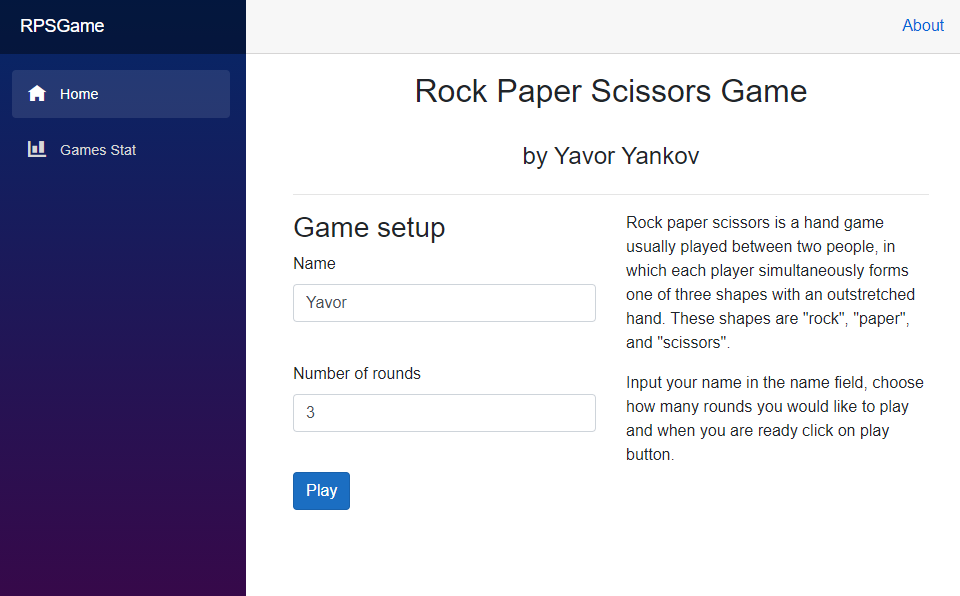 RPSGame
About
Home
Games Stat
Rock Paper Scissors Game
by Yavor Yankov
Game setup
Name
Yavor
Number of rounds
3
Play
Rock paper scissors is a hand game
usually played between two people, in
which each player simultaneously forms
one of three shapes with an outstretched
hand. These shapes are "rock", "paper",
and "scissors".
Input your name in the name field, choose
how many rounds you would like to play
and when you are ready click on play
button.